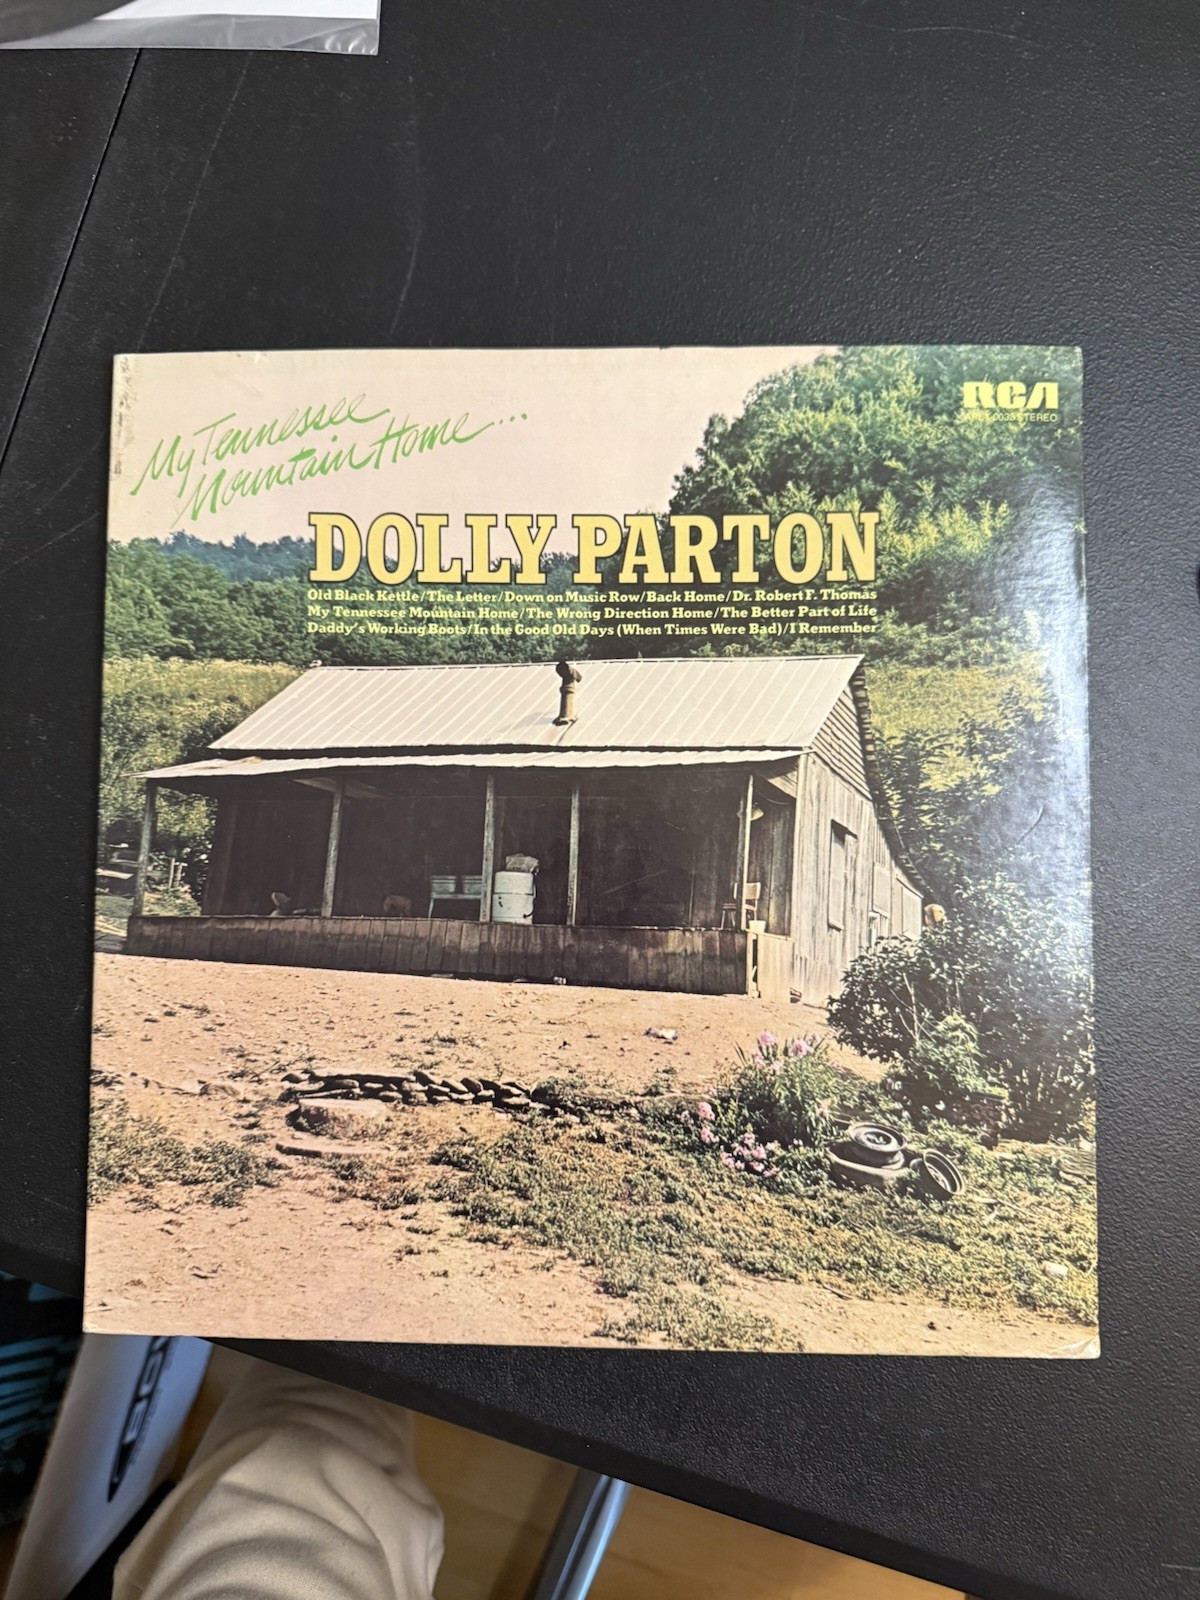 My Tennessee
Mountain Home...
RCA
STEREO
DOLLY PARTON
Old Black Kettle/The Letter/Down on Music Row/Back Home/Dr. Robert F. Thomas
My Tennessee Mountain Home/The Wrong Direction Home/The Better Part of Life
Daddy's Working Boots/In the Good Old Days (When Times Were Bad)/I Remember